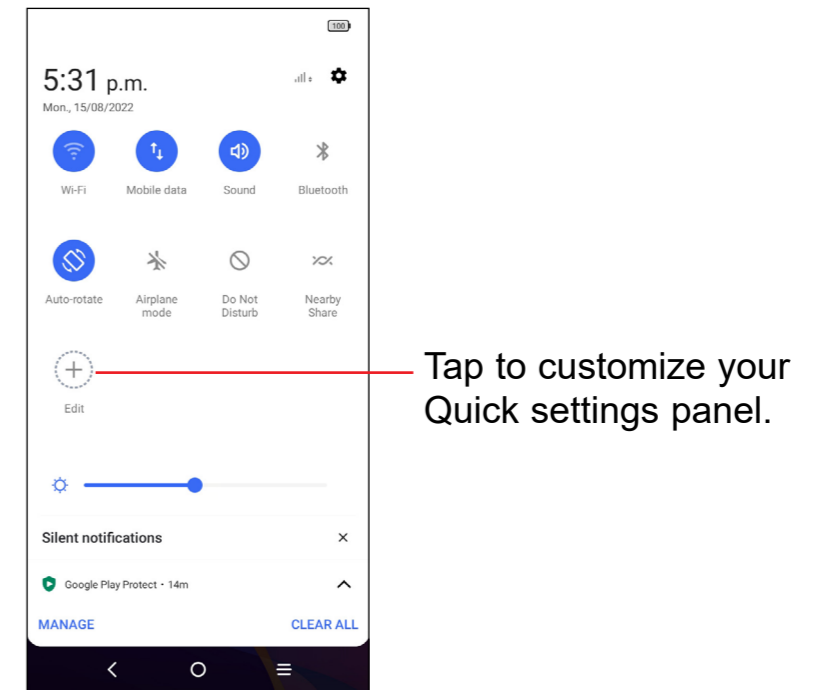 100
5:31 p.m.
Mon., 15/08/2022
Wi-Fi Mobile data Sound Bluetooth
Auto-rotate Airplane mode Do Not Disturb Nearby Share
Edit
Tap to customize your
Quick settings panel.
Silent notifications
Google Play Protect • 14m
MANAGE CLEAR ALL